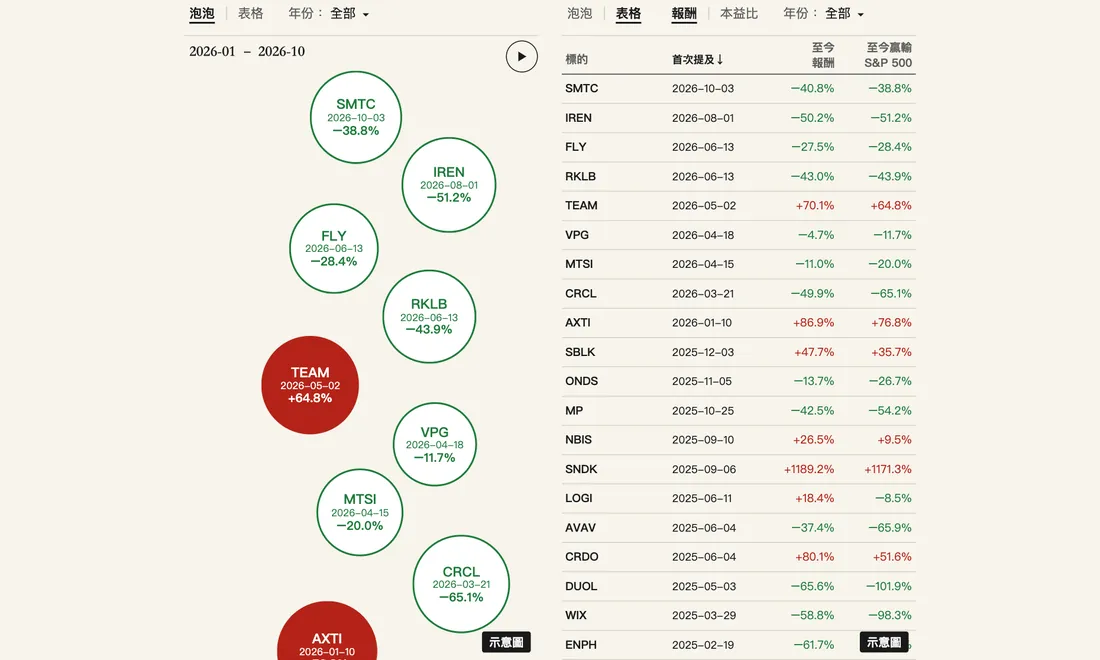 泡泡 表格 年份： 全部
2026-01 – 2026-10
SMTC
2026-10-03
−38.8%
IREN
2026-08-01
−51.2%
FLY
2026-06-13
−28.4%
RKLB
2026-06-13
−43.9%
TEAM
2026-05-02
+64.8%
VPG
2026-04-18
−11.7%
MTSI
2026-04-15
−20.0%
CRCL
2026-03-21
−65.1%
AXTI
2026-01-10
示意圖
泡泡 表格 報酬 本益比 年份： 全部
標的 首次提及↓ 至今報酬 至今贏輸 S&P 500
SMTC 2026-10-03 −40.8% −38.8%
IREN 2026-08-01 −50.2% −51.2%
FLY 2026-06-13 −27.5% −28.4%
RKLB 2026-06-13 −43.0% −43.9%
TEAM 2026-05-02 +70.1% +64.8%
VPG 2026-04-18 −4.7% −11.7%
MTSI 2026-04-15 −11.0% −20.0%
CRCL 2026-03-21 −49.9% −65.1%
AXTI 2026-01-10 +86.9% +76.8%
SBLK 2025-12-03 +47.7% +35.7%
ONDS 2025-11-05 −13.7% −26.7%
MP 2025-10-25 −42.5% −54.2%
NBIS 2025-09-10 +26.5% +9.5%
SNDK 2025-09-06 +1189.2% +1171.3%
LOGI 2025-06-11 +18.4% −8.5%
AVAV 2025-06-04 −37.4% −65.9%
CRDO 2025-06-04 +80.1% +51.6%
DUOL 2025-05-03 −65.6% −101.9%
WIX 2025-03-29 −58.8% −98.3%
ENPH 2025-02-19 −61.7%
示意圖